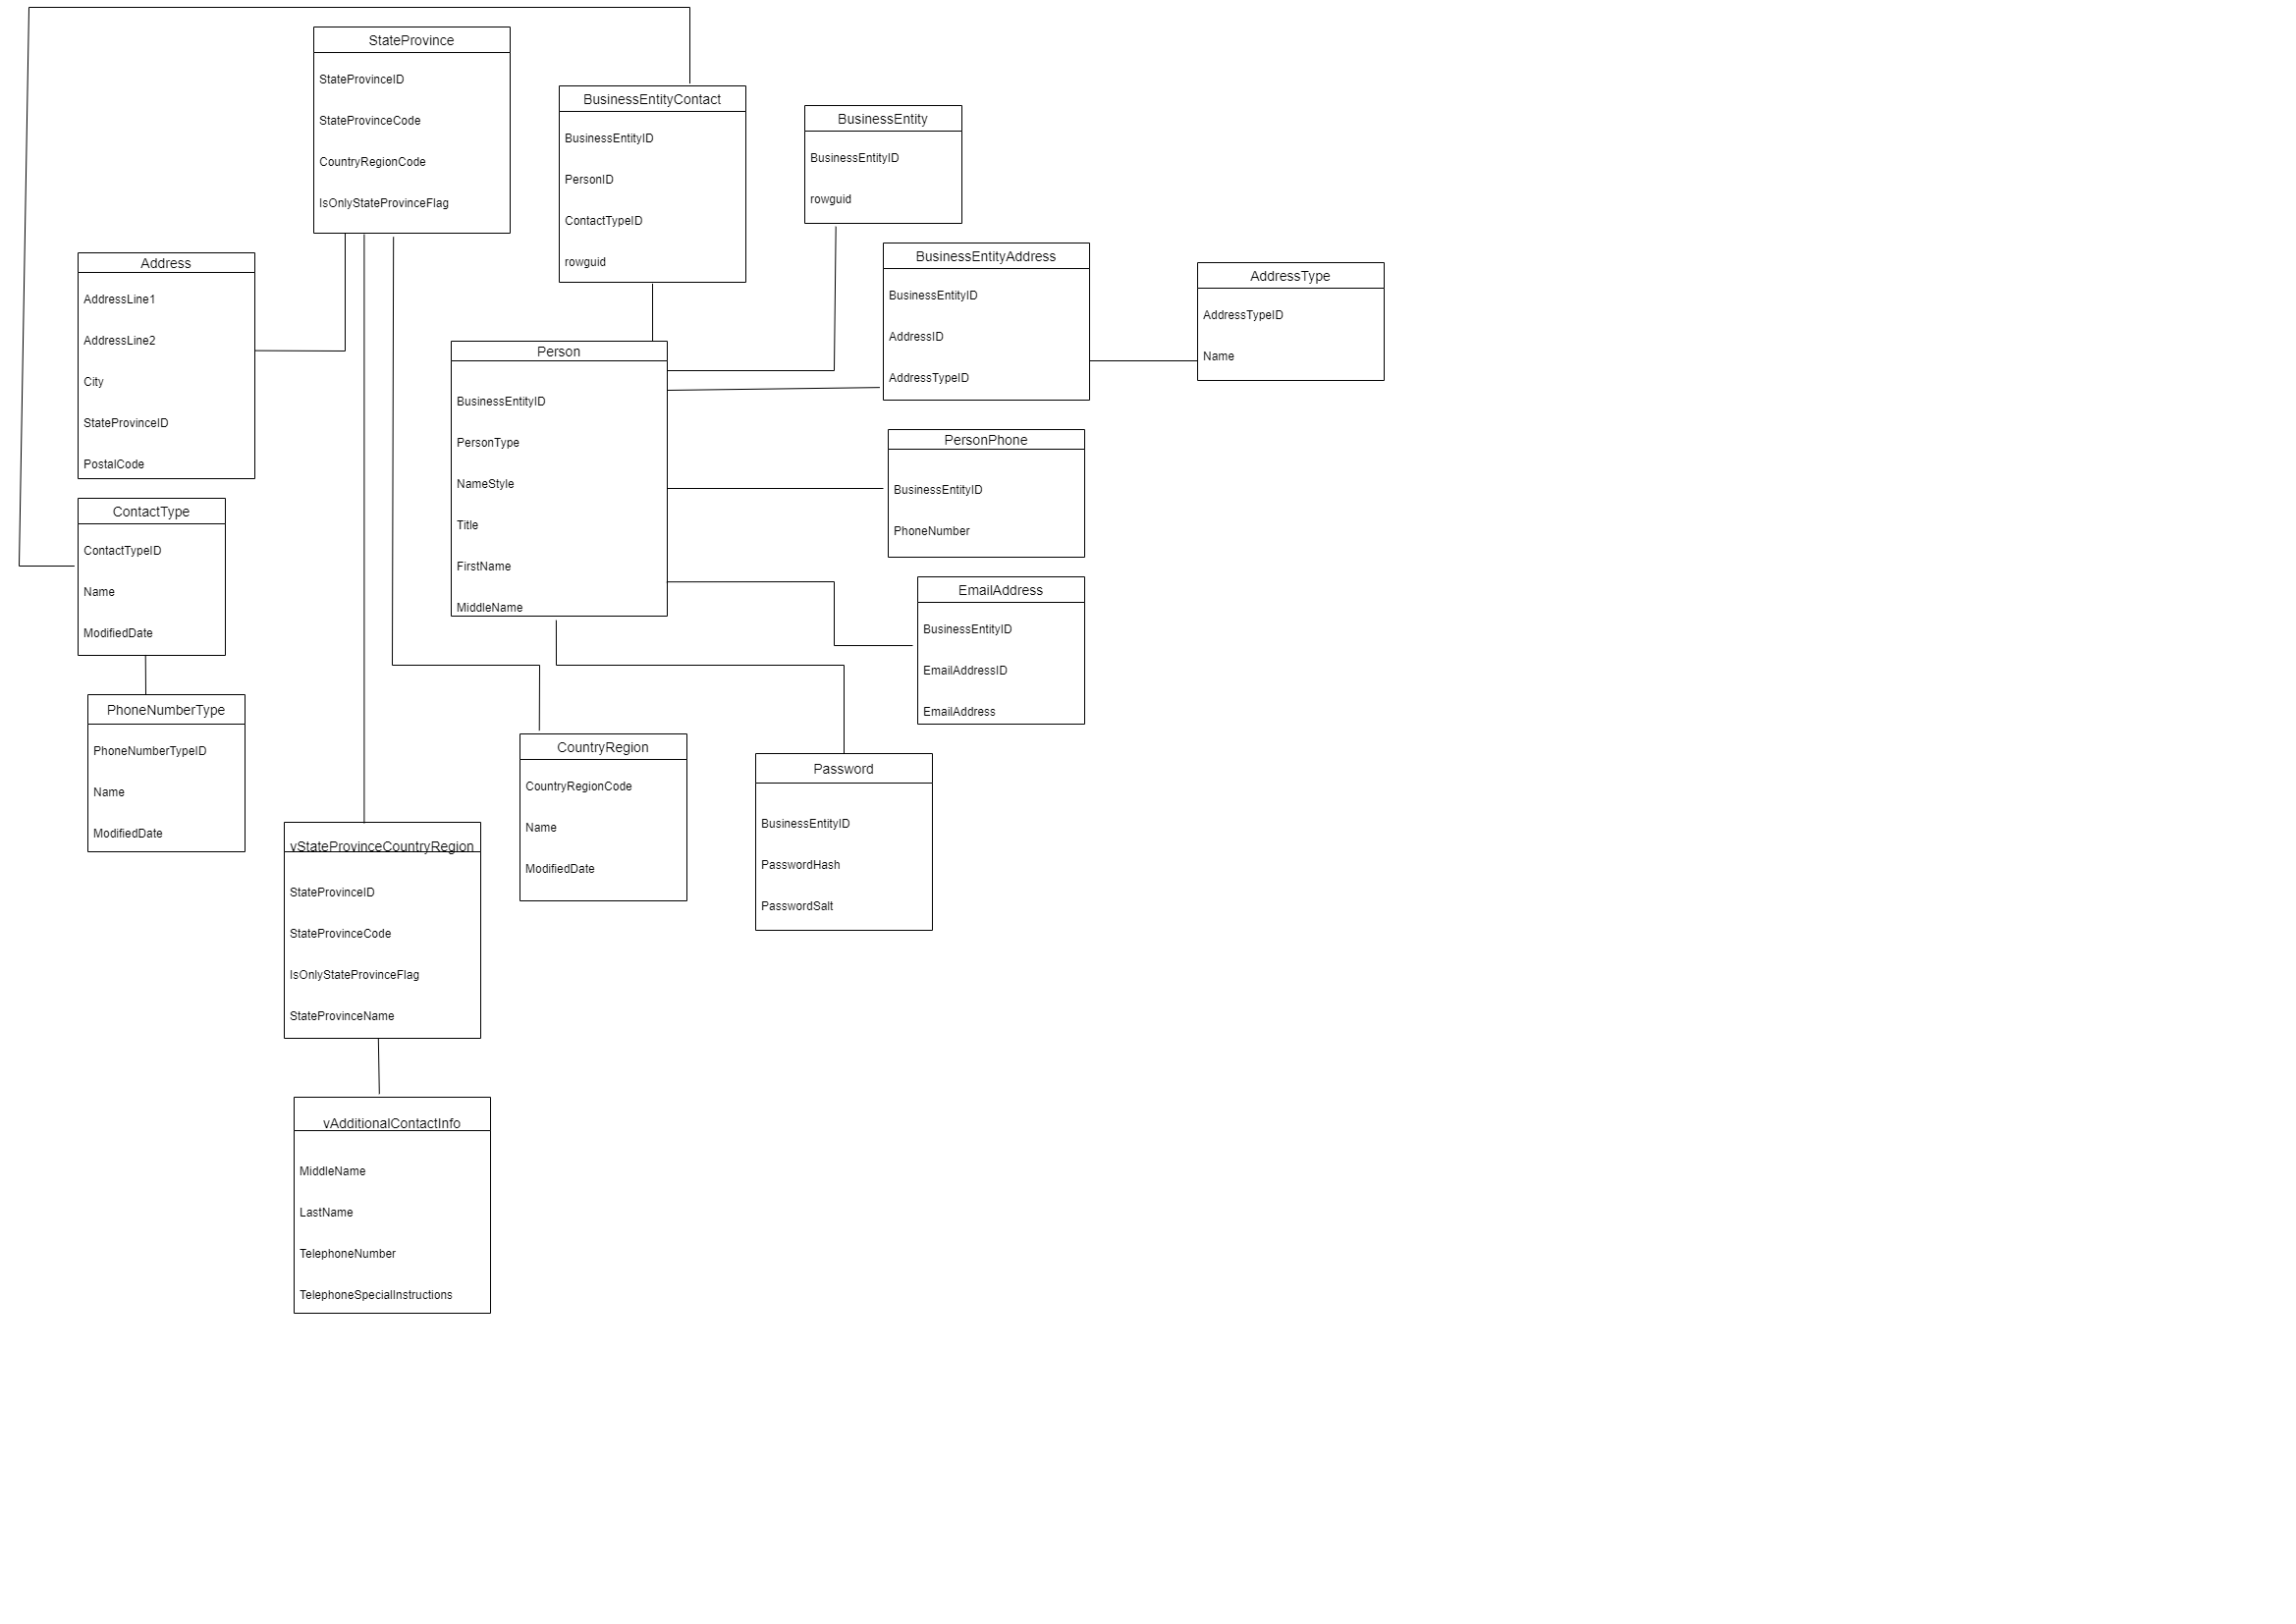 StateProvince
StateProvinceID
StateProvinceCode
CountryRegionCode
IsOnlyStateProvinceFlag
BusinessEntityContact
BusinessEntityID
PersonID
ContactTypeID
rowguid
BusinessEntity
BusinessEntityID
rowguid
Address
AddressLine1
AddressLine2
City
StateProvinceID
PostalCode
BusinessEntityAddress
BusinessEntityID
AddressID
AddressTypeID
AddressType
AddressTypeID
Name
Person
BusinessEntityID
PersonType
NameStyle
Title
FirstName
MiddleName
PersonPhone
BusinessEntityID
PhoneNumber
ContactType
ContactTypeID
Name
ModifiedDate
EmailAddress
BusinessEntityID
EmailAddressID
EmailAddress
PhoneNumberType
PhoneNumberTypeID
Name
ModifiedDate
CountryRegion
CountryRegionCode
Name
ModifiedDate
Password
BusinessEntityID
PasswordHash
PasswordSalt
vStateProvinceCountryRegion
StateProvinceID
StateProvinceCode
IsOnlyStateProvinceFlag
StateProvinceName
vAdditionalContactInfo
MiddleName
LastName
TelephoneNumber
TelephoneSpecialInstructions